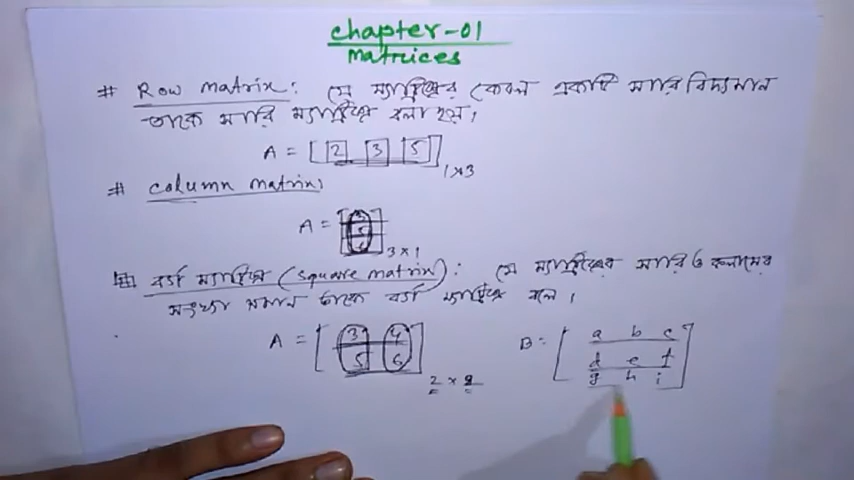 chapter-01
Matrices
# Row matrix: যে ম্যাট্রিক্সের কেবল একটি সারি বিদ্যমান
তাকে সারি ম্যাট্রিক্স বলা হয়।
A = [ 2 3 5 ] 1×3
# column matrix:
A = [ 5 ] 3×1
# বর্গ ম্যাট্রিক্স (square matrix): যে ম্যাট্রিক্সের সারি ও কলামের
সংখ্যা সমান তাকে বর্গ ম্যাট্রিক্স বলে।
A = [ 3 4
5 6 ] 2 × 2
B = [ a b c
d e f
g h i ]